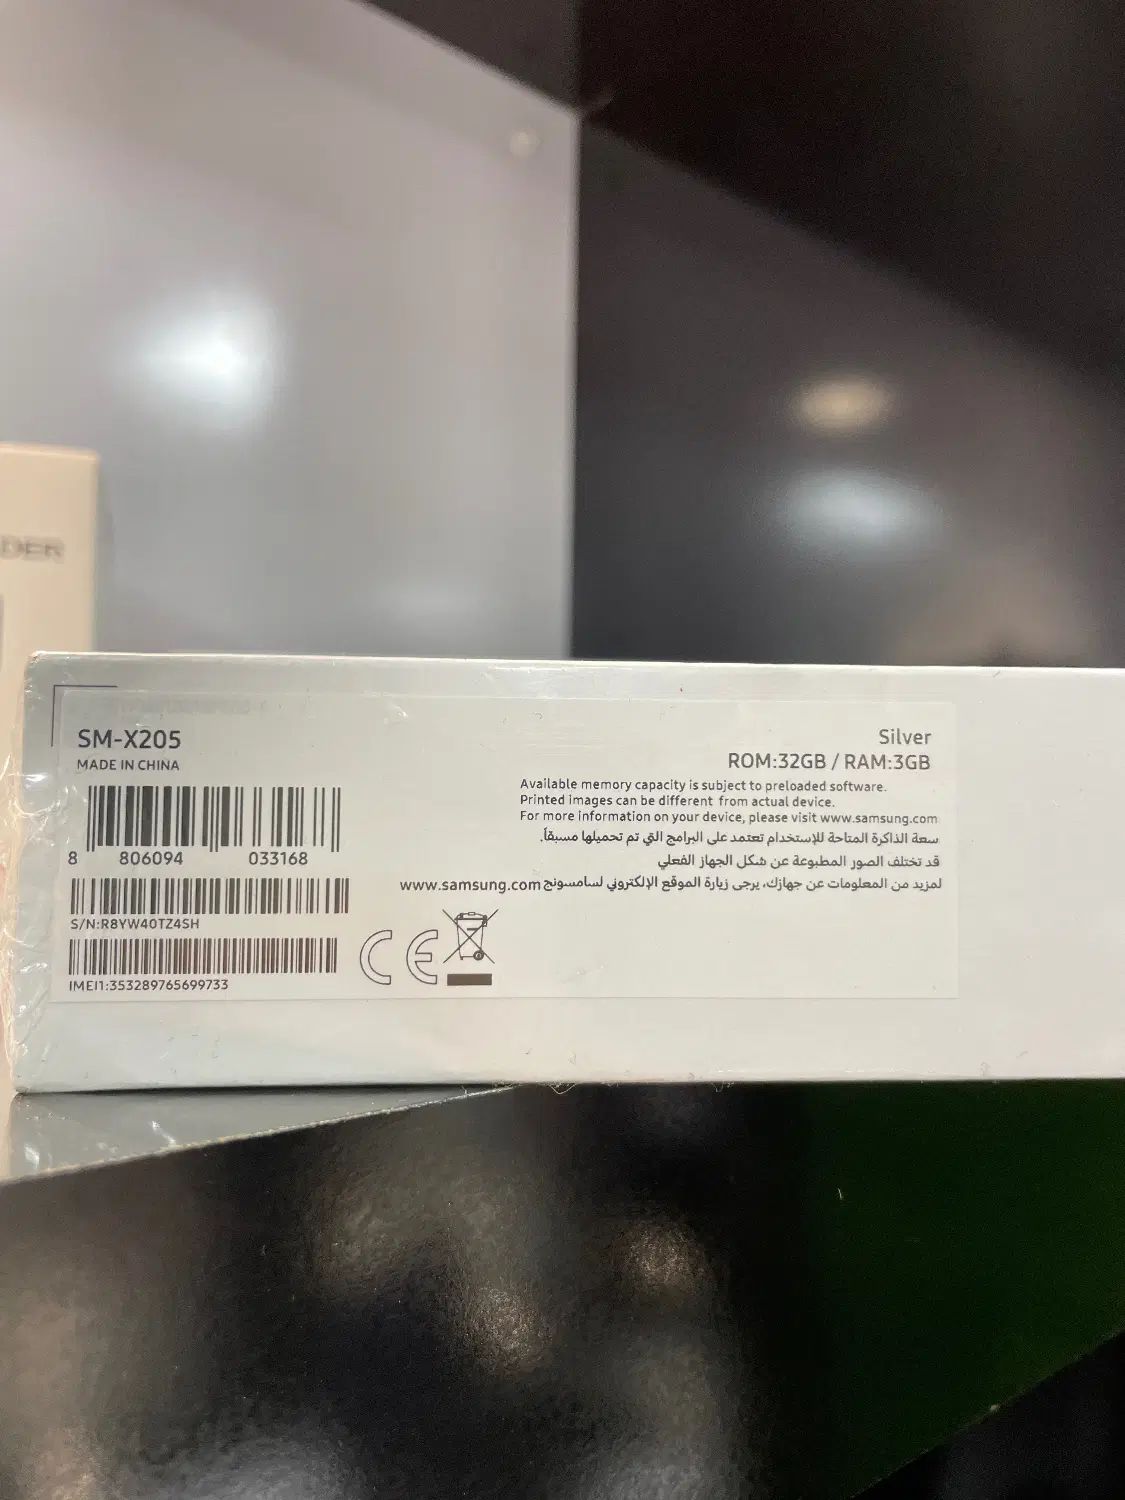 DER
SM-X205
MADE IN CHINA
8 806094 033168
S/N:R8YW40TZ4SH
IMEI1:353289765699733
Silver
ROM:32GB / RAM:3GB
Available memory capacity is subject to preloaded software.
Printed images can be different from actual device.
For more information on your device, please visit www.samsung.com
سعة الذاكرة المتاحة للإستخدام تعتمد على البرامج التي تم تحميلها مسبقاً.
قد تختلف الصور المطبوعة عن شكل الجهاز الفعلي
لمزيد من المعلومات عن جهازك، يرجى زيارة الموقع الإلكتروني لسامسونج www.samsung.com
CE